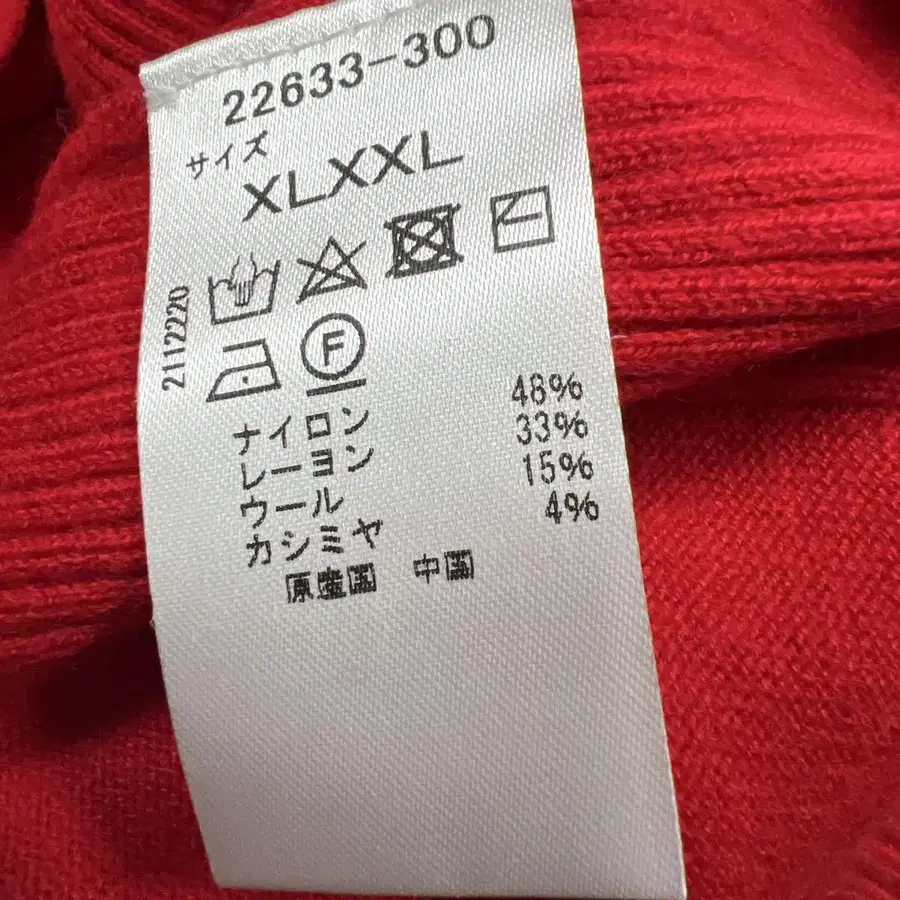 22633-300
サイズ
XLXXL
2112220
F
ナイロン 48%
レーヨン 33%
ウール 15%
カシミヤ 4%
原産国 中国